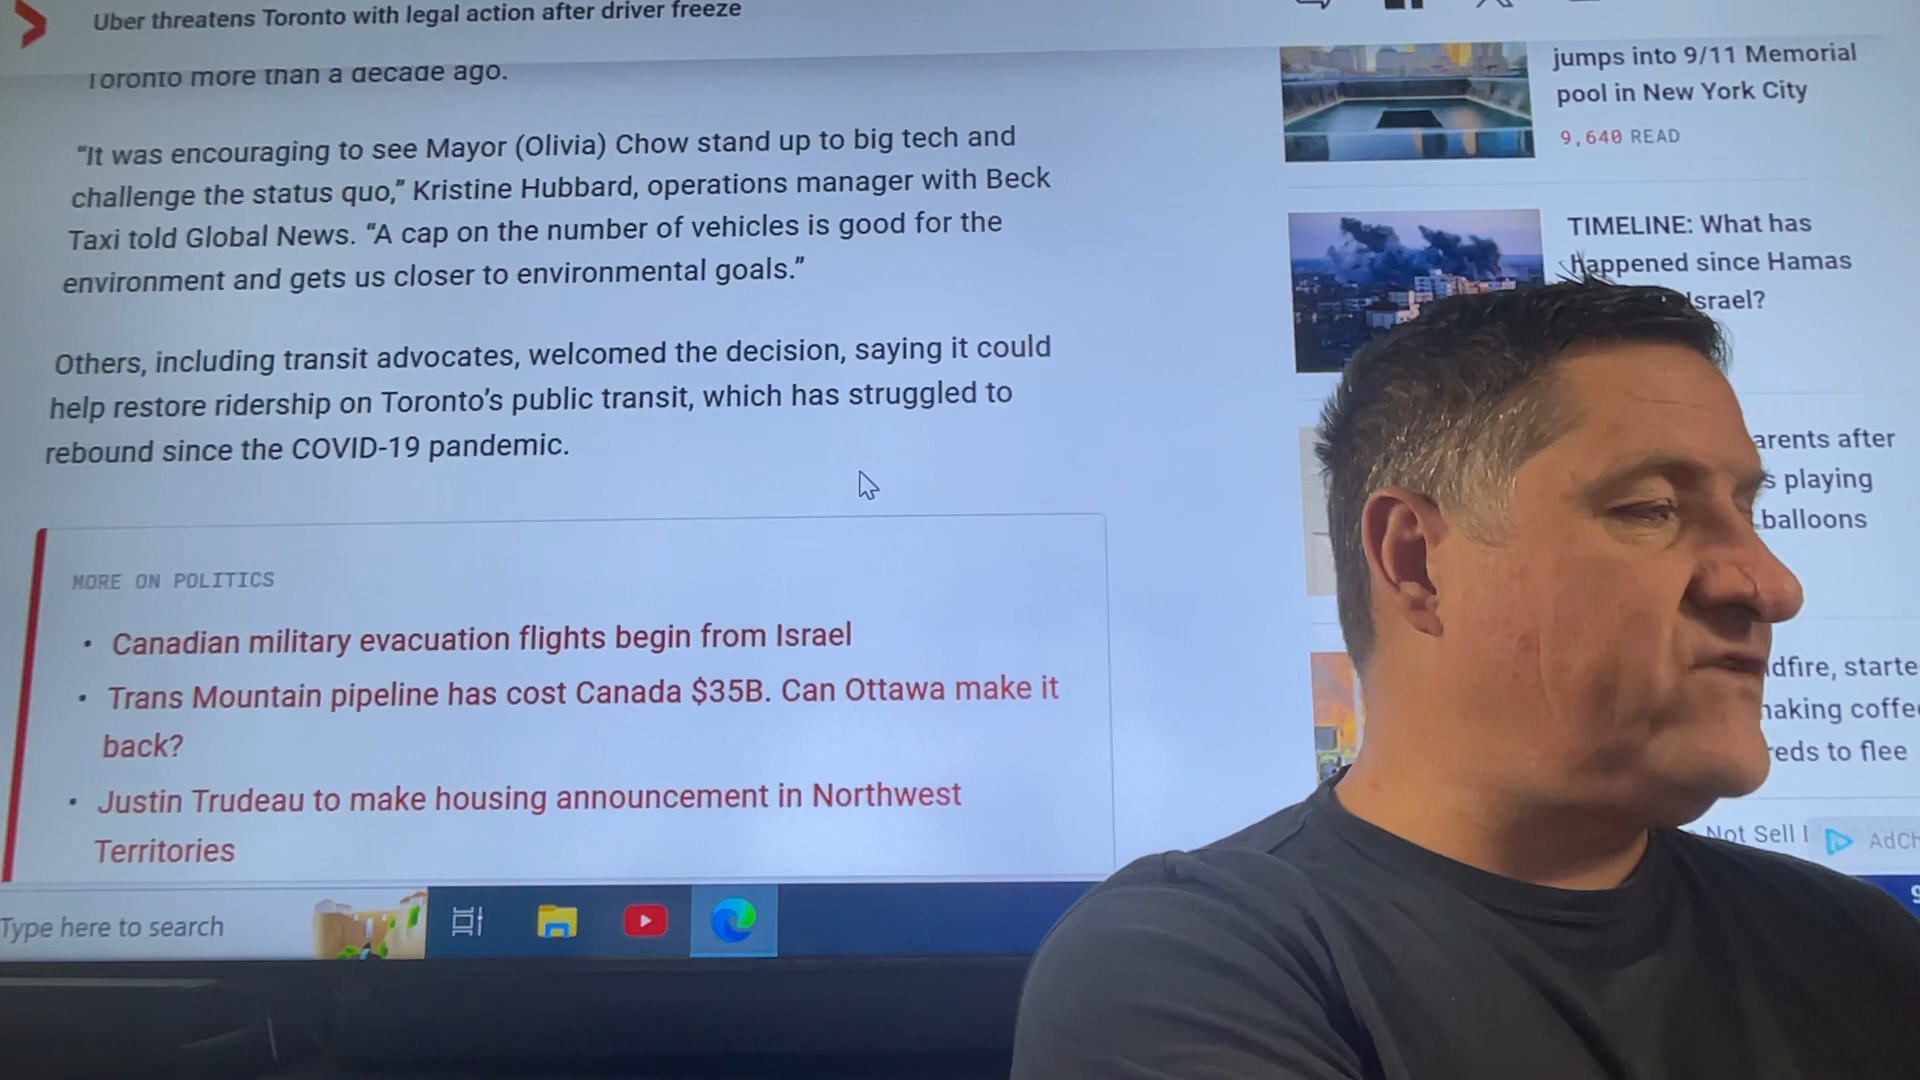 Uber threatens Toronto with legal action after driver freeze
Toronto more than a decade ago.
“It was encouraging to see Mayor (Olivia) Chow stand up to big tech and
challenge the status quo,” Kristine Hubbard, operations manager with Beck
Taxi told Global News. “A cap on the number of vehicles is good for the
environment and gets us closer to environmental goals.”
Others, including transit advocates, welcomed the decision, saying it could
help restore ridership on Toronto’s public transit, which has struggled to
rebound since the COVID-19 pandemic.
MORE ON POLITICS
• Canadian military evacuation flights begin from Israel
• Trans Mountain pipeline has cost Canada $35B. Can Ottawa make it
back?
• Justin Trudeau to make housing announcement in Northwest
Territories
Type here to search
jumps into 9/11 Memorial
pool in New York City
9,640 READ
TIMELINE: What has
happened since Hamas
Israel?
arents after
s playing
balloons
dfire, starte
making coffee
reds to flee
Not Sell
AdCh